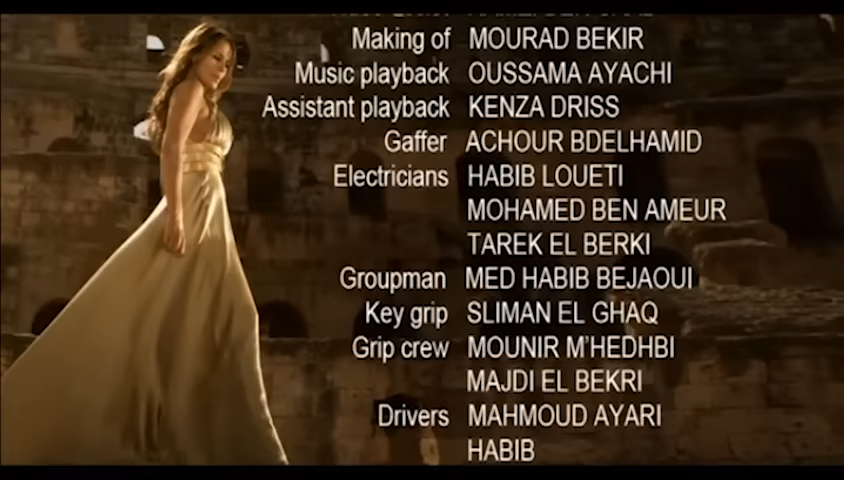 Making of MOURAD BEKIR
Music playback OUSSAMA AYACHI
Assistant playback KENZA DRISS
Gaffer ACHOUR BDELHAMID
Electricians HABIB LOUETI
MOHAMED BEN AMEUR
TAREK EL BERKI
Groupman MED HABIB BEJAOUI
Key grip SLIMAN EL GHAQ
Grip crew MOUNIR M'HEDHBI
MAJDI EL BEKRI
Drivers MAHMOUD AYARI
HABIB